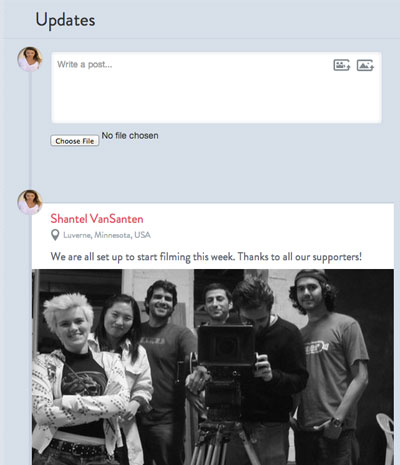 Updates
Write a post...
Choose File No file chosen
Shantel VanSanten
Luverne, Minnesota, USA
We are all set up to start filming this week. Thanks to all our supporters!